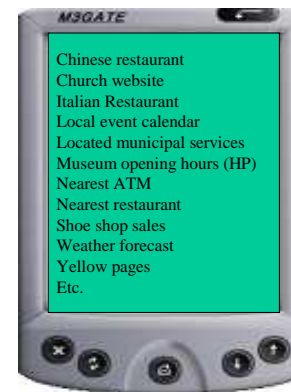 M3GATE
Chinese restaurant
Church website
Italian Restaurant
Local event calendar
Located municipal services
Museum opening hours (HP)
Nearest ATM
Nearest restaurant
Shoe shop sales
Weather forecast
Yellow pages
Etc.